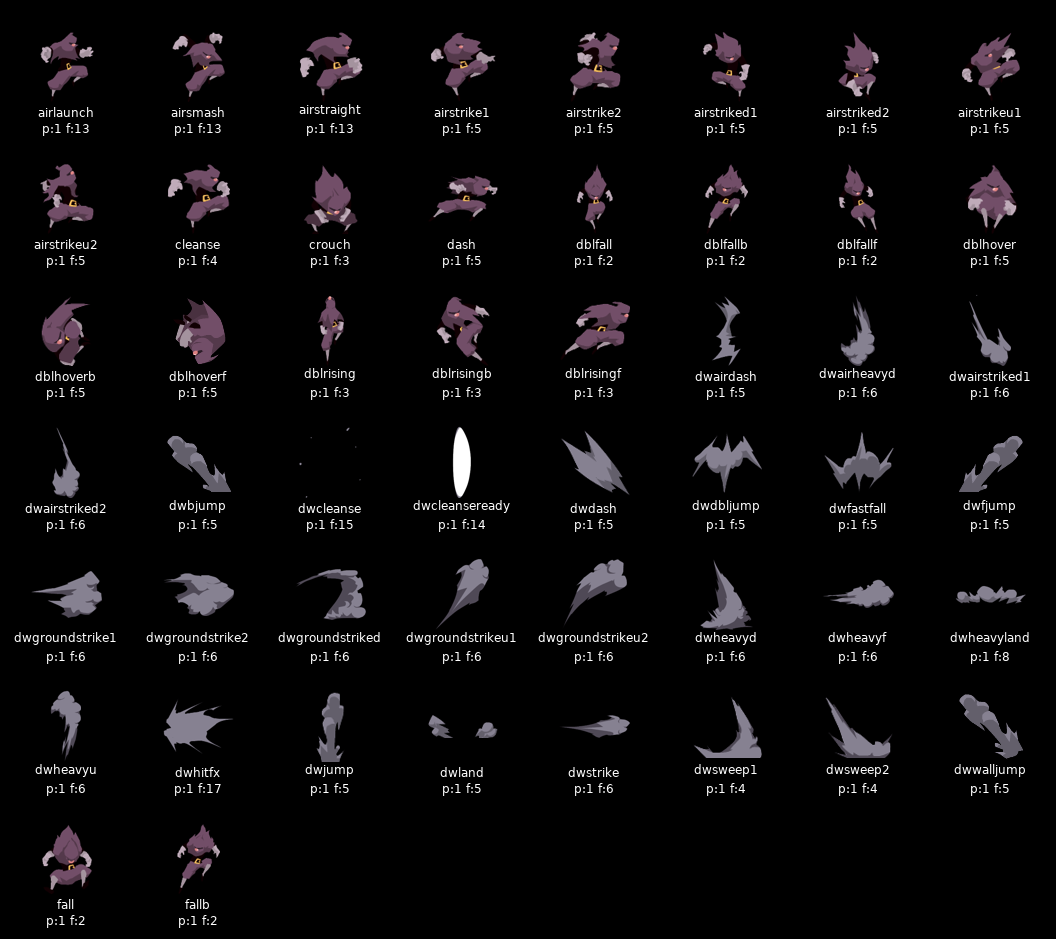 airlaunch airsmash airstraight airstrike1 airstrike2 airstriked1 airstriked2 airstrikeu1
p:1 f:13 p:1 f:13 p:1 f:13 p:1 f:5 p:1 f:5 p:1 f:5 p:1 f:5 p:1 f:5
airstrikeu2 cleanse crouch dash dblfall dblfallb dblfallf dblhover
p:1 f:5 p:1 f:4 p:1 f:3 p:1 f:5 p:1 f:2 p:1 f:2 p:1 f:2 p:1 f:5
dblhoverb dblhoverf dblrising dblrisingb dblrisingf dwairdash dwairheavyd dwairstriked1
p:1 f:5 p:1 f:5 p:1 f:3 p:1 f:3 p:1 f:3 p:1 f:5 p:1 f:6 p:1 f:6
dwairstriked2 dwbjump dwcleanse dwcleanseready dwdash dwdbljump dwfastfall dwfjump
p:1 f:6 p:1 f:5 p:1 f:15 p:1 f:14 p:1 f:5 p:1 f:5 p:1 f:5 p:1 f:5
dwgroundstrike1 dwgroundstrike2 dwgroundstriked dwgroundstrikeu1 dwgroundstrikeu2 dwheavyd dwheavyf dwheavyland
p:1 f:6 p:1 f:6 p:1 f:6 p:1 f:6 p:1 f:6 p:1 f:6 p:1 f:6 p:1 f:8
dwheavyu dwhitfx dwjump dwland dwstrike dwsweep1 dwsweep2 dwwalljump
p:1 f:6 p:1 f:17 p:1 f:5 p:1 f:5 p:1 f:6 p:1 f:4 p:1 f:4 p:1 f:5
fall fallb
p:1 f:2 p:1 f:2